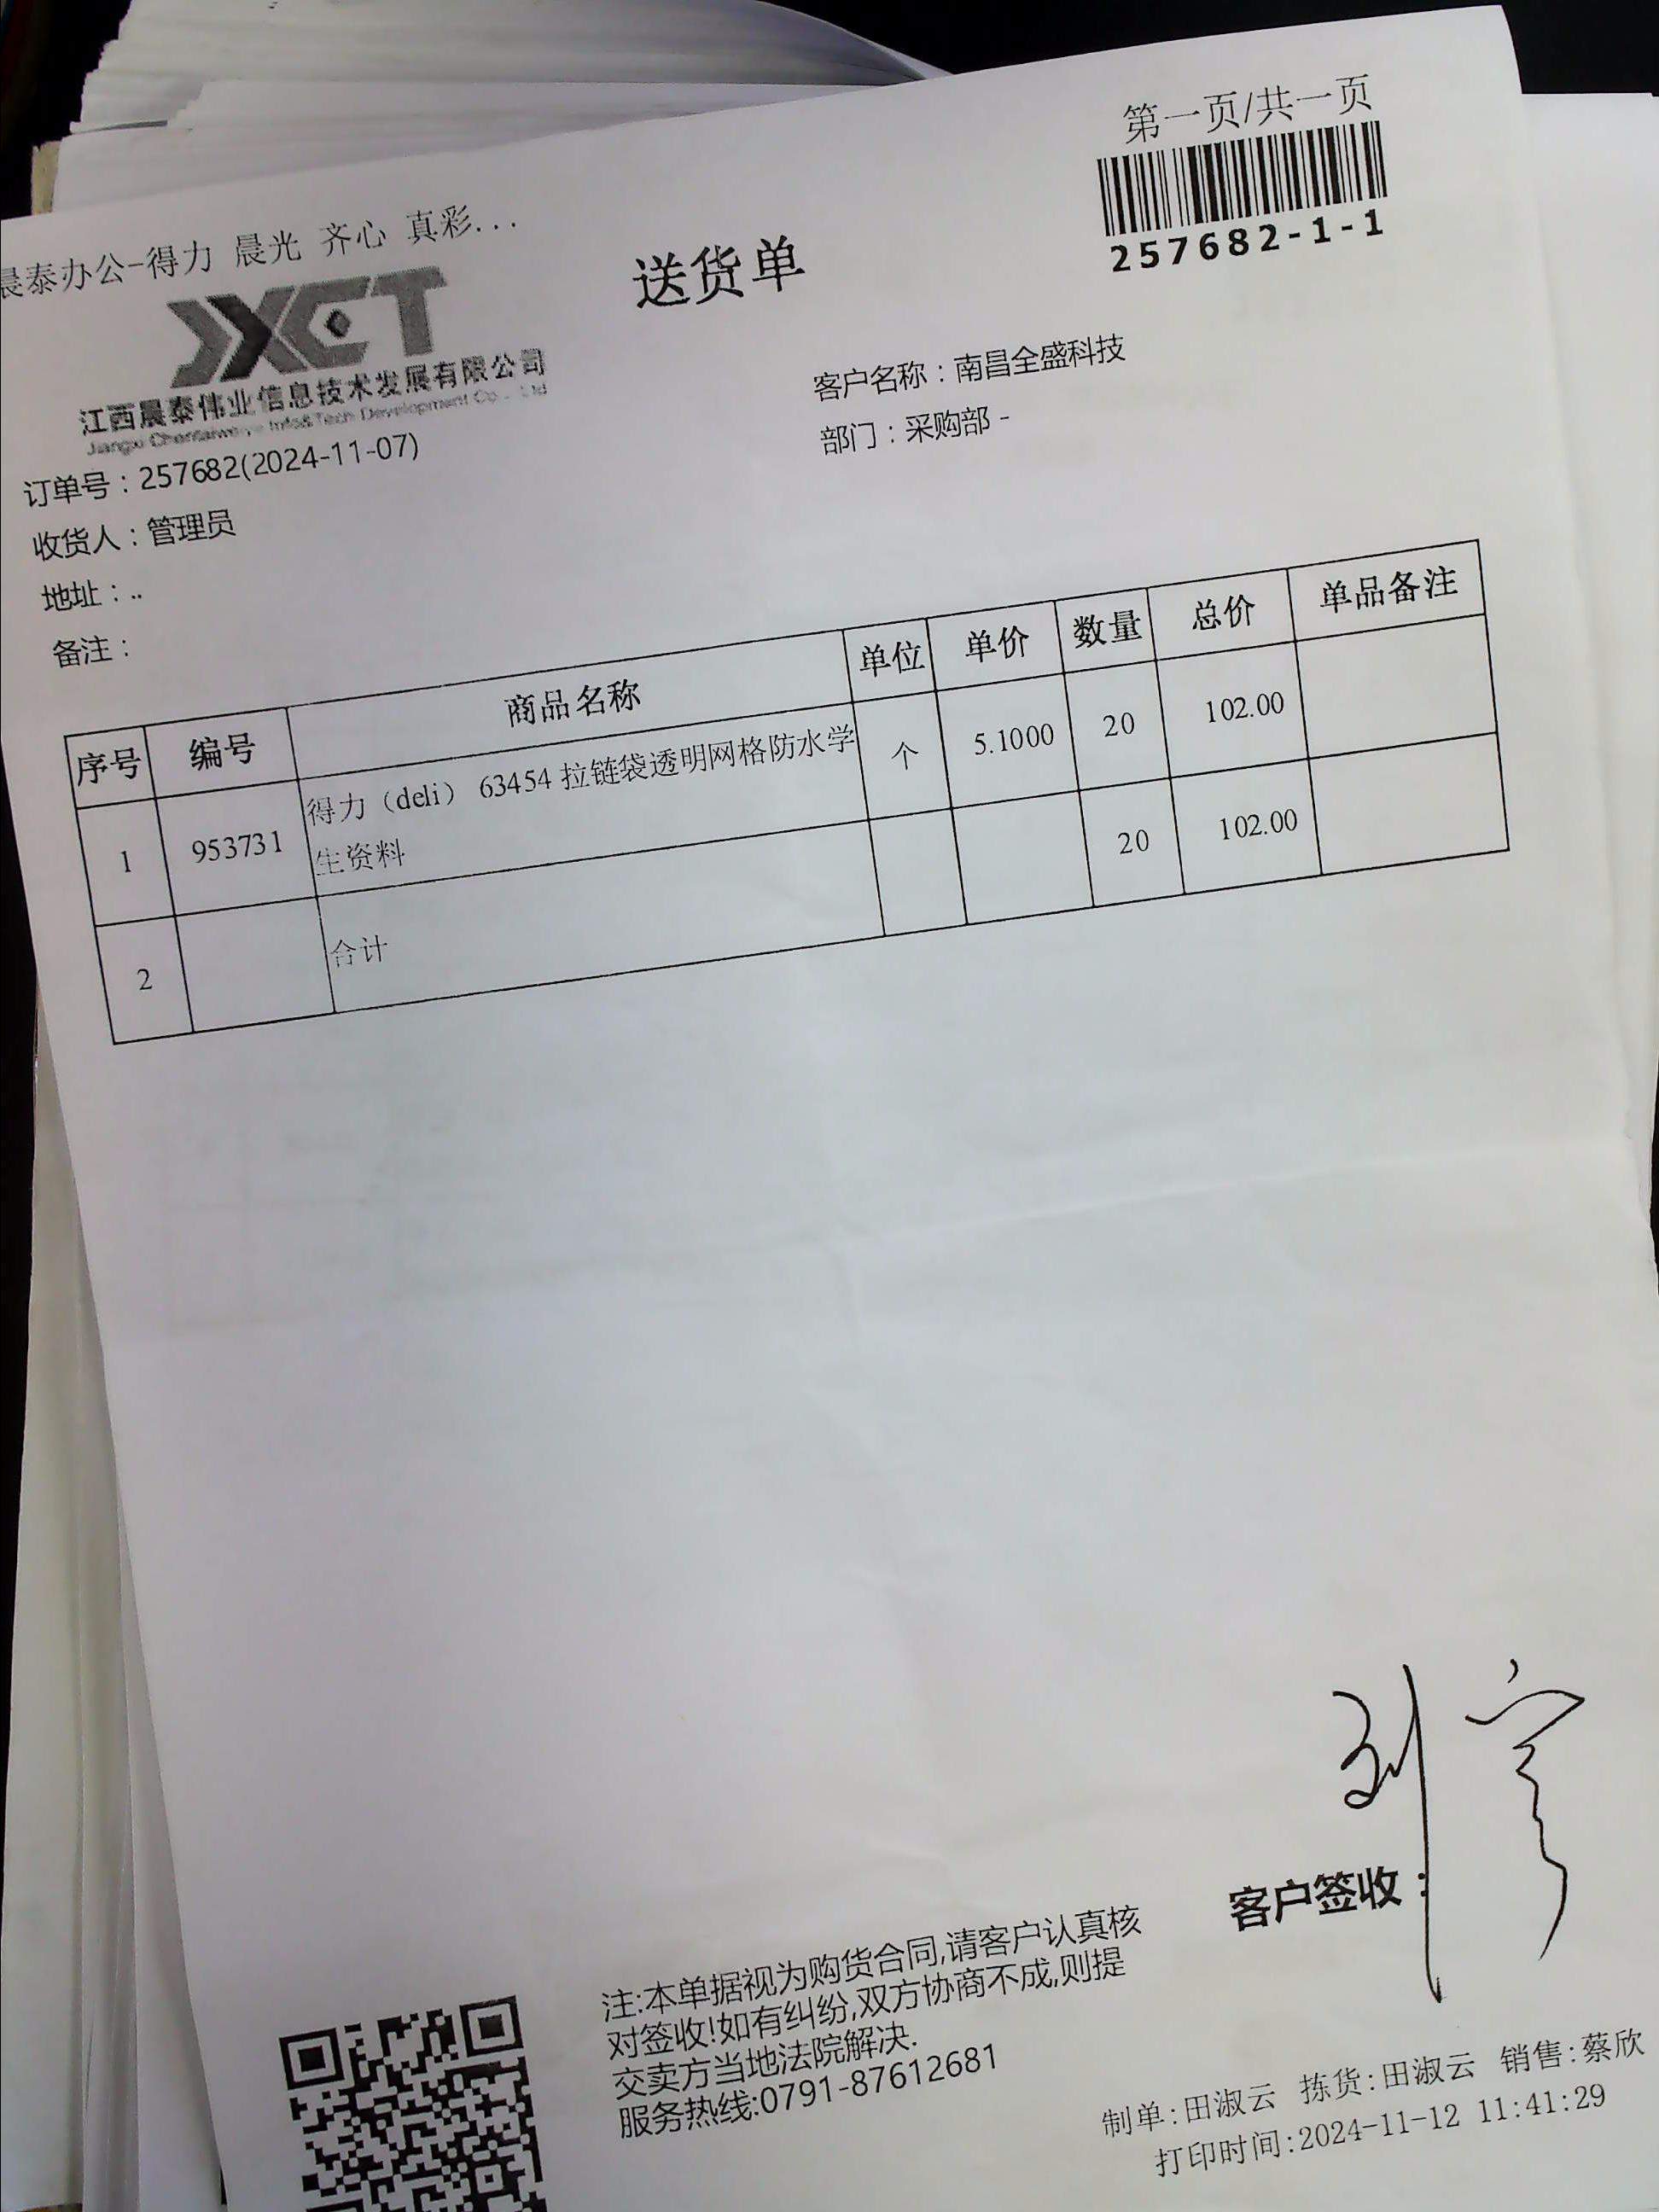 第一页/共一页
257682-1-1
晨泰办公-得力 晨光 齐心 真彩...
送货单
JXCT
江西晨泰伟业信息技术发展有限公司
Jiangxi Chentaiweiye Info&Tech Development Co., Ltd
客户名称：南昌全盛科技
部门：采购部 -
订单号：257682(2024-11-07)
收货人：管理员
地址：..
备注：
序号 编号 商品名称 单位 单价 数量 总价 单品备注
1 953731 得力（deli） 63454 拉链袋透明网格防水学 个 5.1000 20 102.00
生资料
2 合计 20 102.00
客户签收：
注:本单据视为购货合同,请客户认真核
对签收!如有纠纷,双方协商不成,则提
交卖方当地法院解决.
服务热线:0791-87612681
制单:田淑云 拣货:田淑云 销售:蔡欣
打印时间:2024-11-12 11:41:29